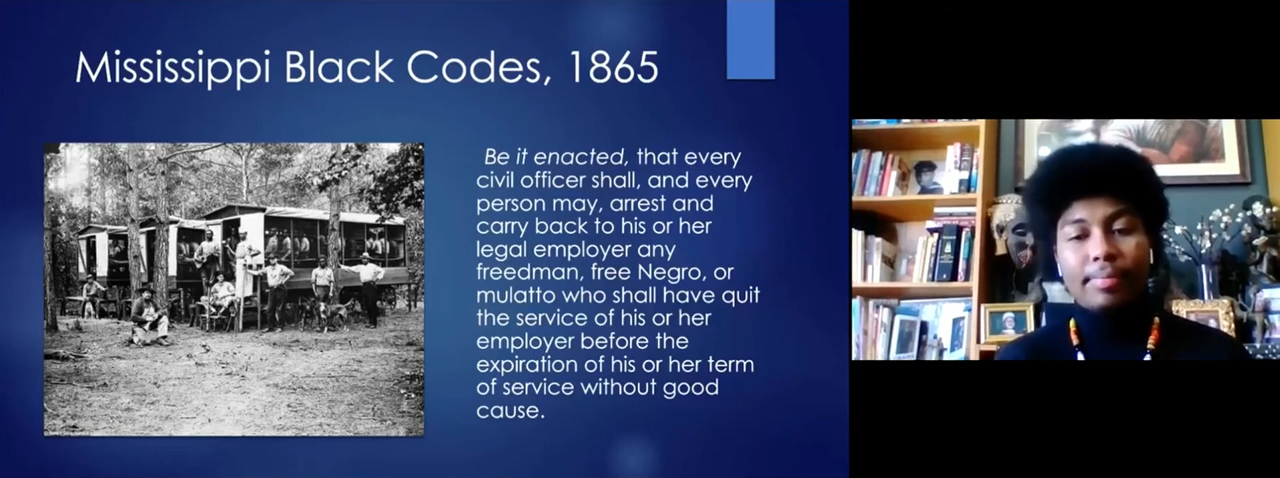 Mississippi Black Codes, 1865
Be it enacted, that every
civil officer shall, and every
person may, arrest and
carry back to his or her
legal employer any
freedman, free Negro, or
mulatto who shall have quit
the service of his or her
employer before the
expiration of his or her term
of service without good
cause.